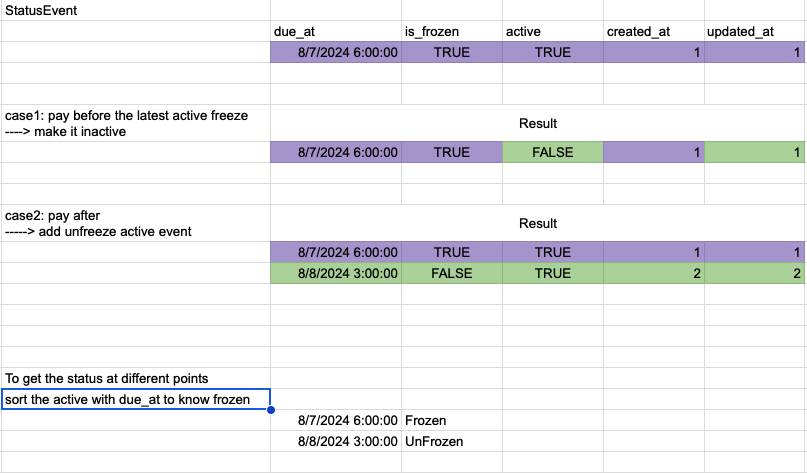 StatusEvent
due_at is_frozen active created_at updated_at
8/7/2024 6:00:00 TRUE TRUE 1 1
case1: pay before the latest active freeze
----> make it inactive
Result
8/7/2024 6:00:00 TRUE FALSE 1 1
case2: pay after
-----> add unfreeze active event
Result
8/7/2024 6:00:00 TRUE TRUE 1 1
8/8/2024 3:00:00 FALSE TRUE 2 2
To get the status at different points
sort the active with due_at to know frozen
8/7/2024 6:00:00 Frozen
8/8/2024 3:00:00 UnFrozen